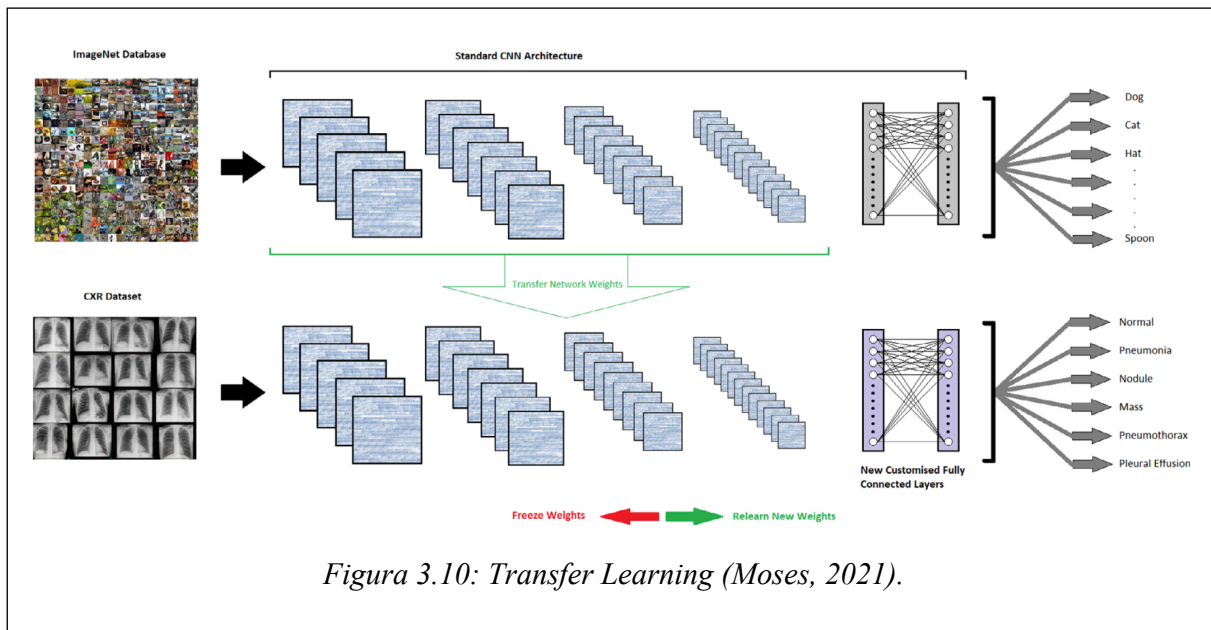 ImageNet Database
Standard CNN Architecture
Dog
Cat
Hat
.
.
.
Spoon
Transfer Network Weights
CXR Dataset
Normal
Pneumonia
Nodule
Mass
Pneumothorax
Pleural Effusion
New Customised Fully
Connected Layers
Freeze Weights
Relearn New Weights
Figura 3.10: Transfer Learning (Moses, 2021).